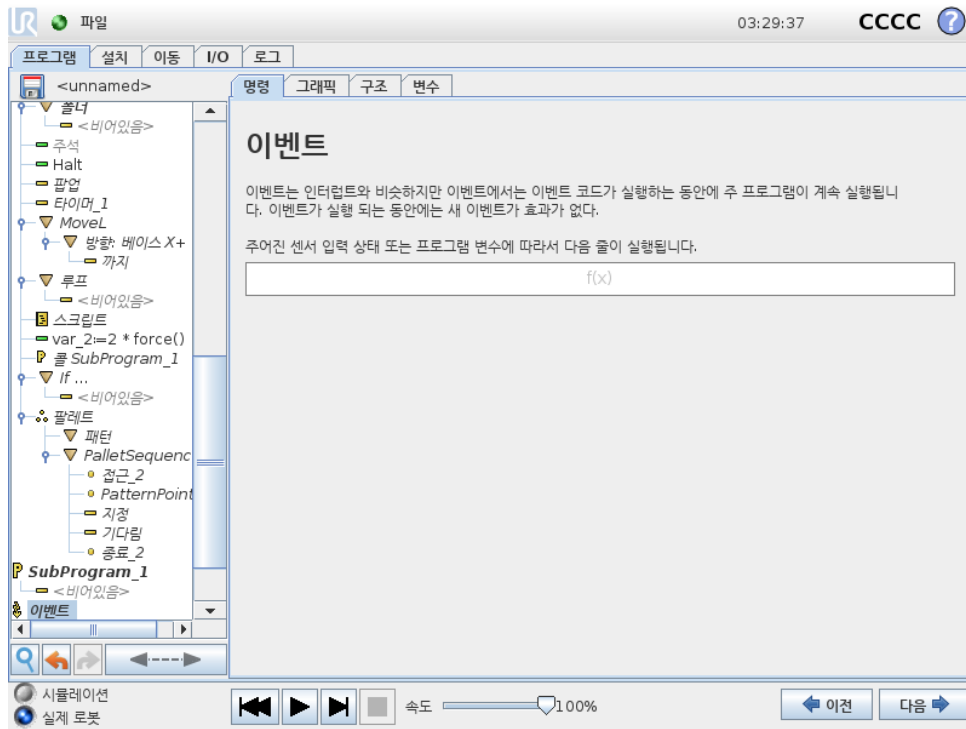 UR 파일 03:29:37 CCCC ?
프로그램 설치 이동 I/O 로그
<unnamed>
명령 그래픽 구조 변수
폴더
<비어있음>
주석
Halt
팝업
타이머_1
MoveL
방향: 베이스 X+
까지
루프
<비어있음>
스크립트
var_2:=2 * force()
콜 SubProgram_1
If ...
<비어있음>
팔레트
패턴
PalletSequenc
접근_2
PatternPoint
지정
기다림
종료_2
P SubProgram_1
<비어있음>
이벤트
이벤트
이벤트는 인터럽트와 비슷하지만 이벤트에서는 이벤트 코드가 실행하는 동안에 주 프로그램이 계속 실행됩니
다. 이벤트가 실행 되는 동안에는 새 이벤트가 효과가 없다.
주어진 센서 입력 상태 또는 프로그램 변수에 따라서 다음 줄이 실행됩니다.
f(x)
시뮬레이션
실제 로봇
속도 100%
이전 다음